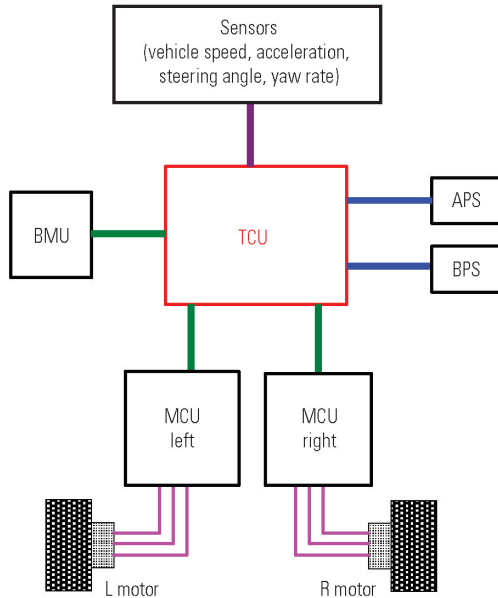 Sensors
(vehicle speed, acceleration,
steering angle, yaw rate)
BMU
TCU
APS
BPS
MCU
left
MCU
right
L motor
R motor